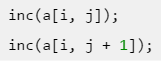 inc(a[i, j]);
inc(a[i, j + 1]);